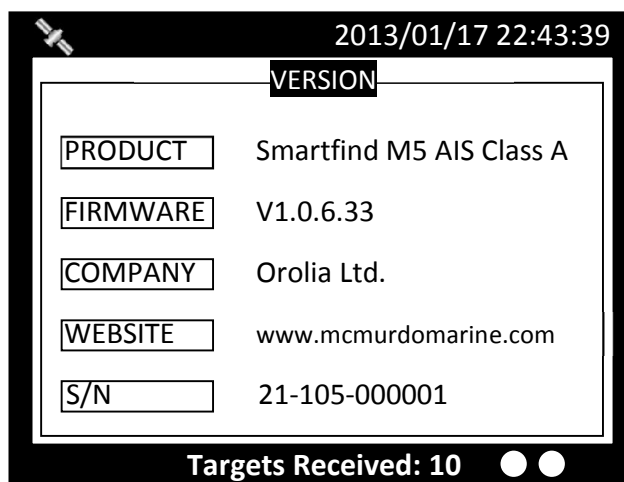 2013/01/17 22:43:39
VERSION
PRODUCT Smartfind M5 AIS Class A
FIRMWARE V1.0.6.33
COMPANY Orolia Ltd.
WEBSITE www.mcmurdomarine.com
S/N 21-105-000001
Targets Received: 10